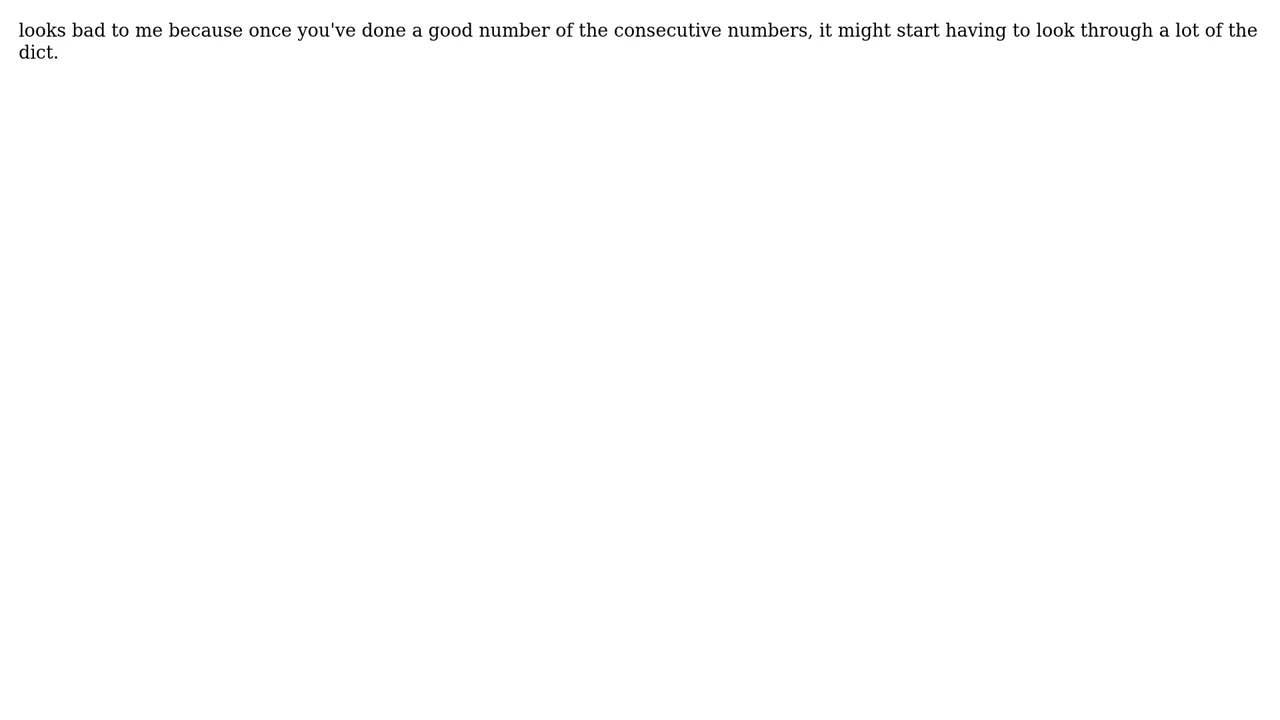 looks bad to me because once you've done a good number of the consecutive numbers, it might start having to look through a lot of the
dict.